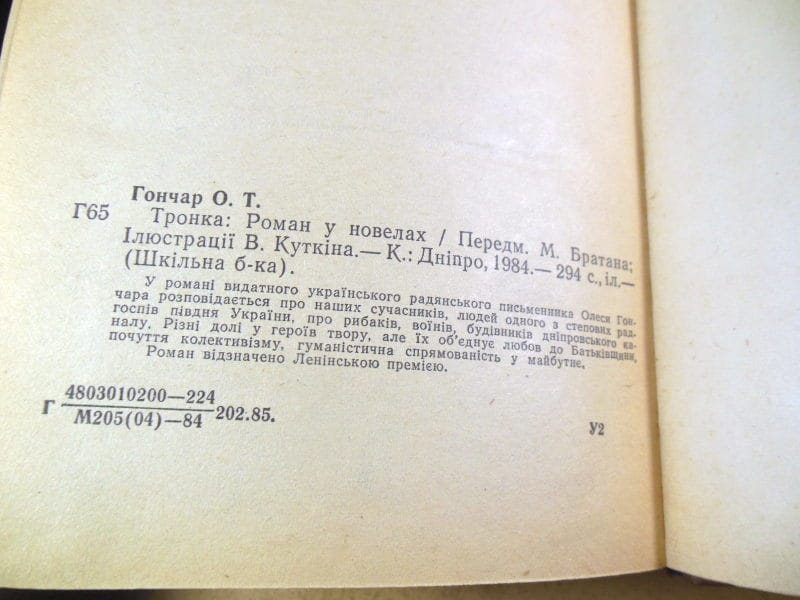 Гончар О. Т.
Г65
Тронка: Роман у новелах / Передм. М. Братана;
Ілюстрації В. Куткіна.— К.: Дніпро, 1984.— 294 с., іл.—
(Шкільна б-ка).
У романі видатного українського радянського письменника Олеся Гон-
чара розповідається про наших сучасників, людей одного з степових рад-
госпів півдня України, про рибаків, воїнів, будівників дніпровського ка-
налу. Різні долі у героїв твору, але їх об'єднує любов до Батьківщини,
почуття колективізму, гуманістична спрямованість у майбутнє.
Роман відзначено Ленінською премією.
4803010200—224
Г М205(04)—84 202.85.
У2